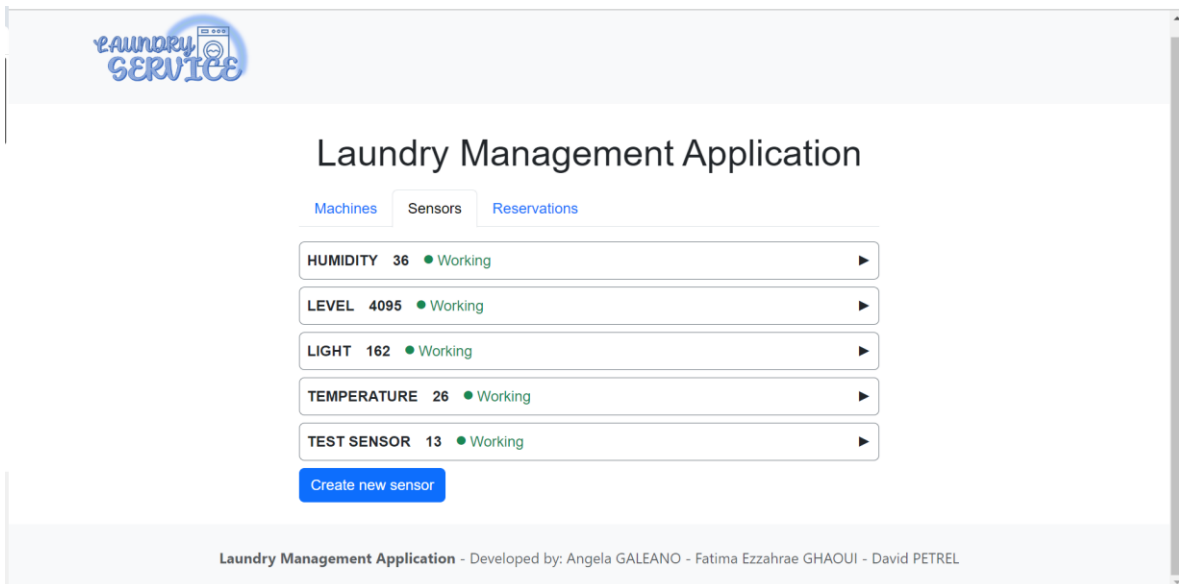 LAUNDRY
SERVICE
Laundry Management Application
Machines Sensors Reservations
HUMIDITY 36 ● Working ▶
LEVEL 4095 ● Working ▶
LIGHT 162 ● Working ▶
TEMPERATURE 26 ● Working ▶
TEST SENSOR 13 ● Working ▶
Create new sensor
Laundry Management Application - Developed by: Angela GALEANO - Fatima Ezzahrae GHAOUI - David PETREL